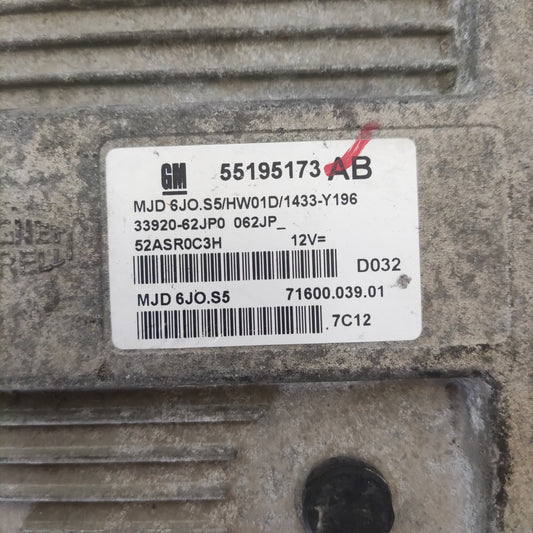 GM 55195173 AB
MJD 6JO.S5/HW01D/1433-Y196
33920-62JP0 062JP_
52ASR0C3H 12V=
D032
MJD 6JO.S5 71600.039.01
.7C12